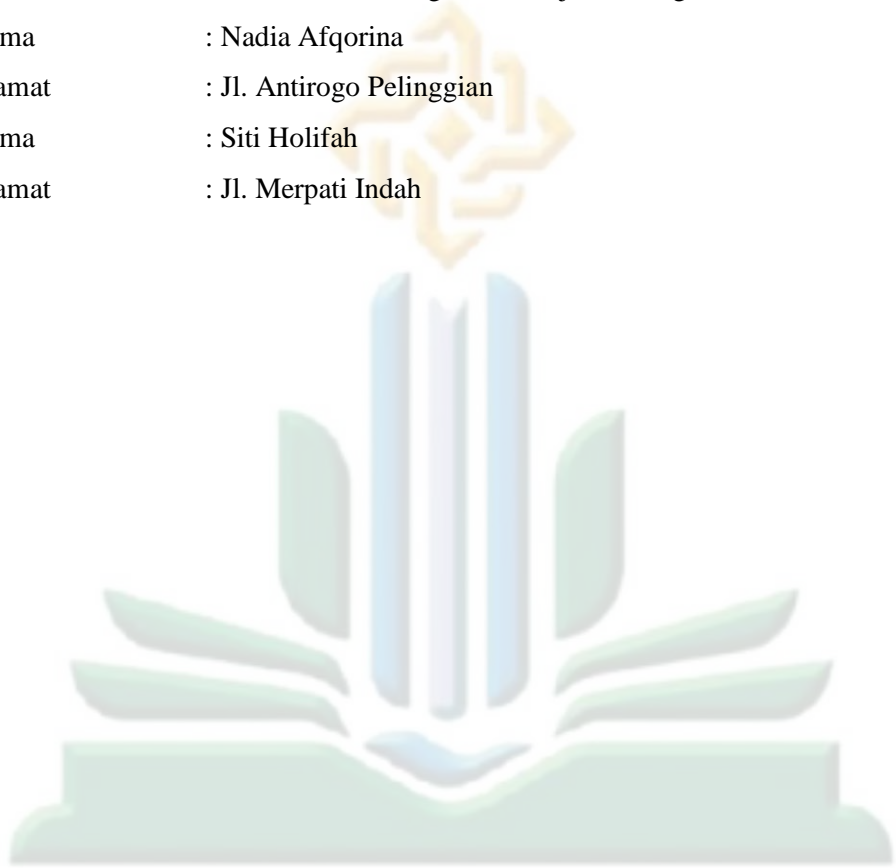 ma : Nadia Afqorina
amat : Jl. Antirogo Pelinggian
ma : Siti Holifah
amat : Jl. Merpati Indah